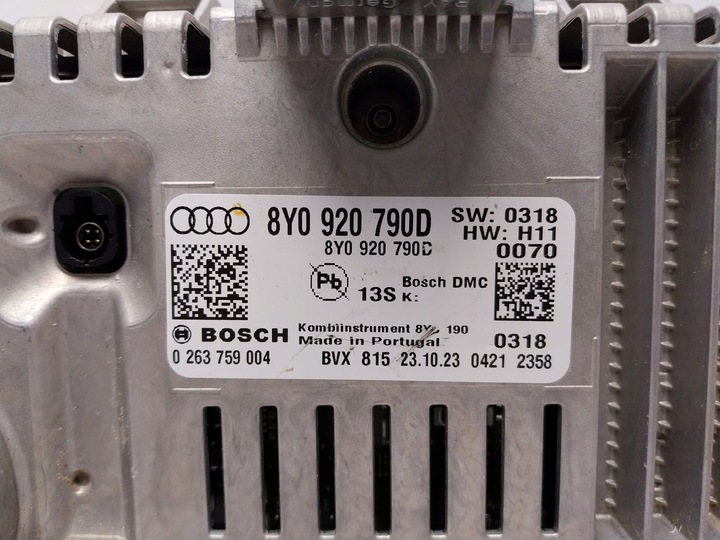 8Y0 920 790D
SW: 0318
HW: H11
8Y0 920 790D
0070
Pb
13S
Bosch DMC
K:
BOSCH
Kombiinstrument 190
0318
Made in Portugal
0 263 759 004
BVX 815 23.10.23 0421 2358